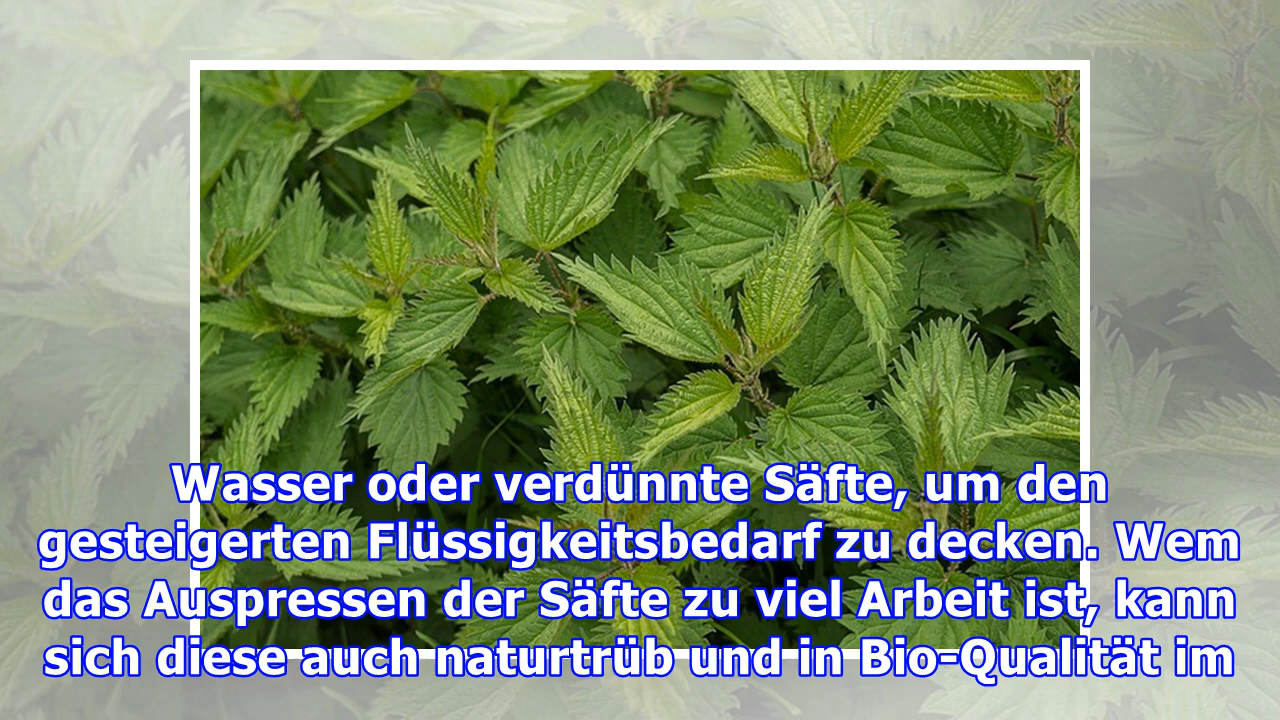 Wasser oder verdünnte Säfte, um den
gesteigerten Flüssigkeitsbedarf zu decken. Wem
das Auspressen der Säfte zu viel Arbeit ist, kann
sich diese auch naturtrüb und in Bio-Qualität im